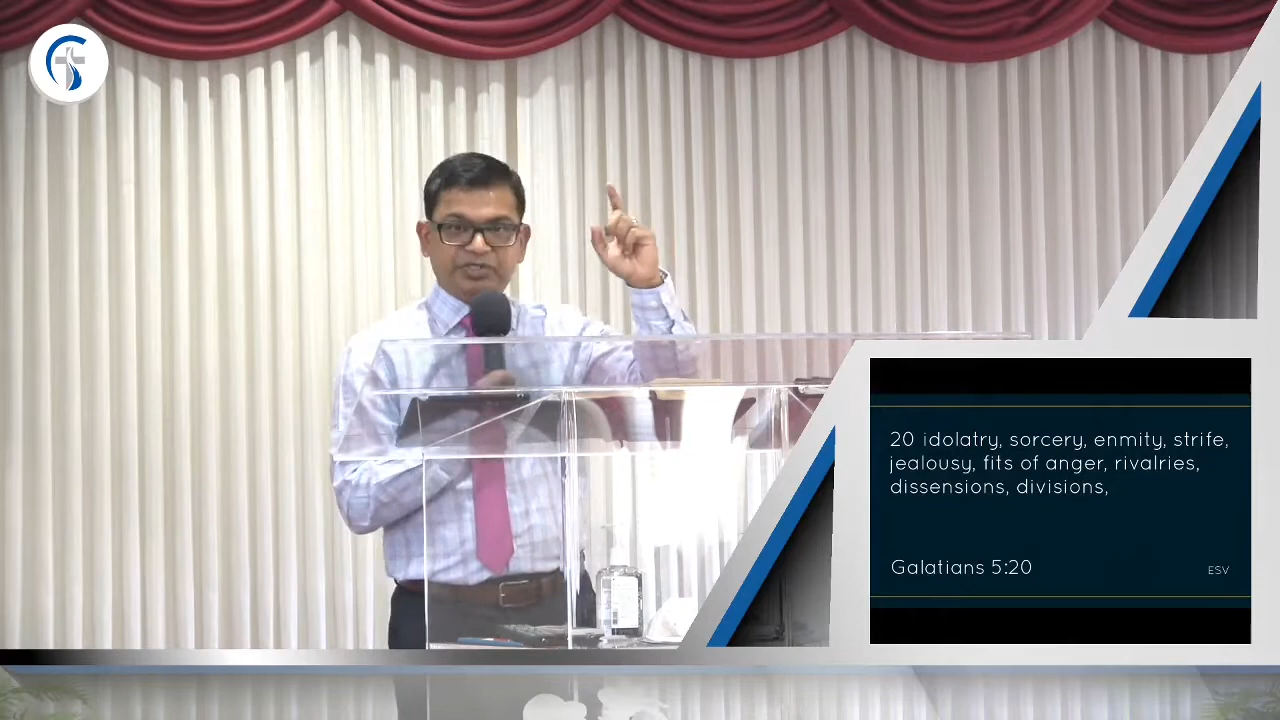 20 idolatry, sorcery, enmity, strife,
jealousy, fits of anger, rivalries,
dissensions, divisions,
Galatians 5:20
ESV